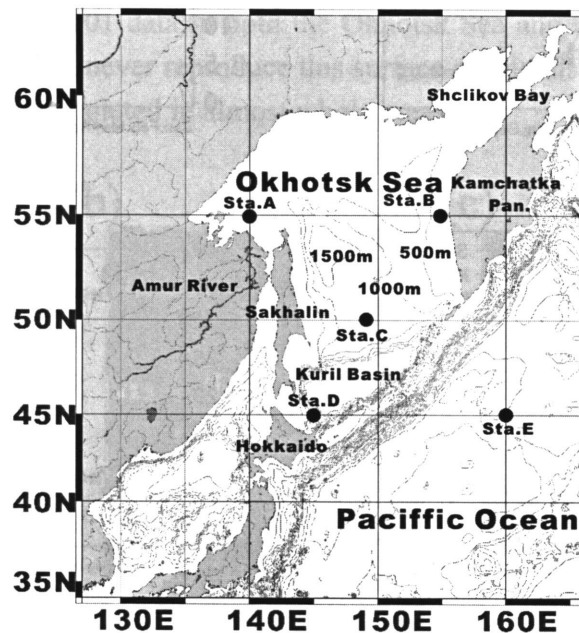 60N
Shclikov Bay
Okhotsk Sea
Kamchatka
Pan.
Sta.A
Sta.B
55N
1500m
500m
Amur River
1000m
50N
Sakhalin
Sta.C
Kuril Basin
Sta.D
45N
Sta.E
Hokkaido
40N
Paciffic Ocean
35N
130E 140E 150E 160E